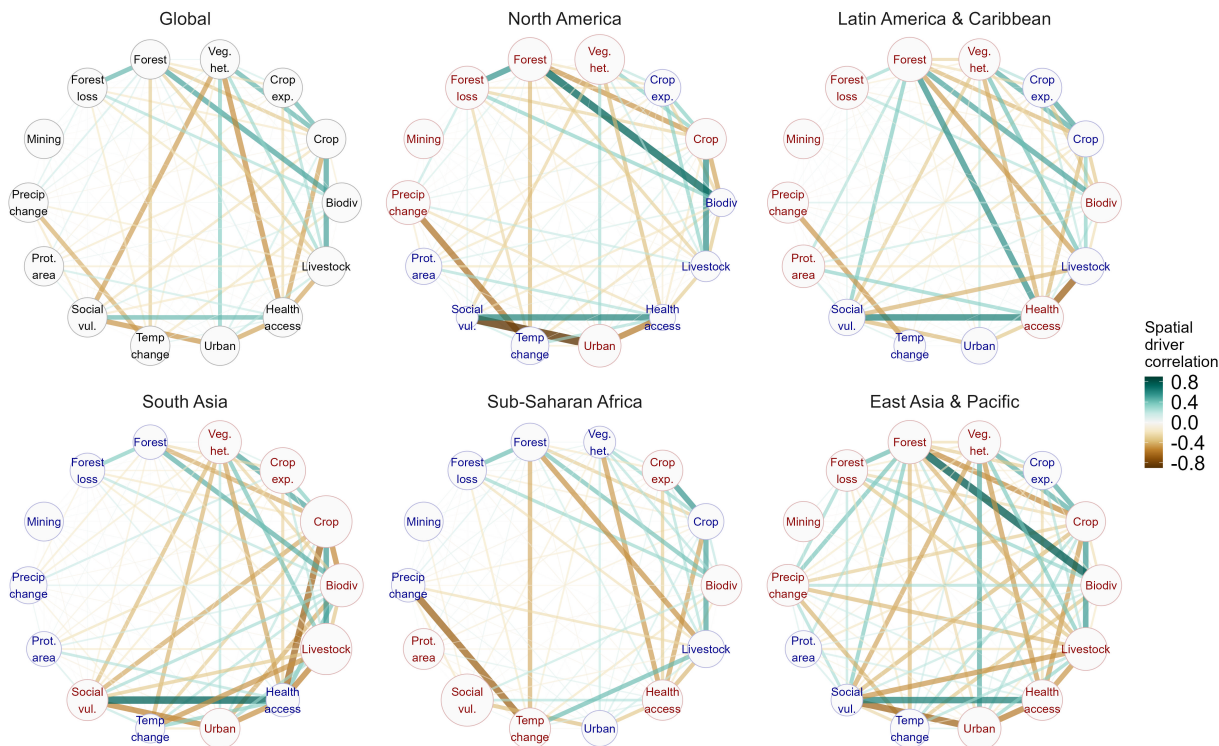 Global
Forest
Veg.
het.
Forest
loss
Crop
exp.
Mining
Crop
Precip
change
Biodiv
Prot.
area
Livestock
Social
vul.
Health
access
Temp
change
Urban
North America
Forest
Veg.
het.
Forest
loss
Crop
exp.
Mining
Crop
Precip
change
Biodiv
Prot.
area
Livestock
Social
vul.
Health
access
Temp
change
Urban
Latin America & Caribbean
Forest
Veg.
het.
Forest
loss
Crop
exp.
Mining
Crop
Precip
change
Biodiv
Prot.
area
Livestock
Social
vul.
Health
access
Temp
change
Urban
Spatial
driver
correlation
0.8
0.4
0.0
-0.4
-0.8
South Asia
Forest
Veg.
het.
Forest
loss
Crop
exp.
Mining
Crop
Precip
change
Biodiv
Prot.
area
Livestock
Social
vul.
Health
access
Temp
change
Urban
Sub-Saharan Africa
Forest
Veg.
het.
Forest
loss
Crop
exp.
Mining
Crop
Precip
change
Biodiv
Prot.
area
Livestock
Social
vul.
Health
access
Temp
change
Urban
East Asia & Pacific
Forest
Veg.
het.
Forest
loss
Crop
exp.
Mining
Crop
Precip
change
Biodiv
Prot.
area
Livestock
Social
vul.
Health
access
Temp
change
Urban